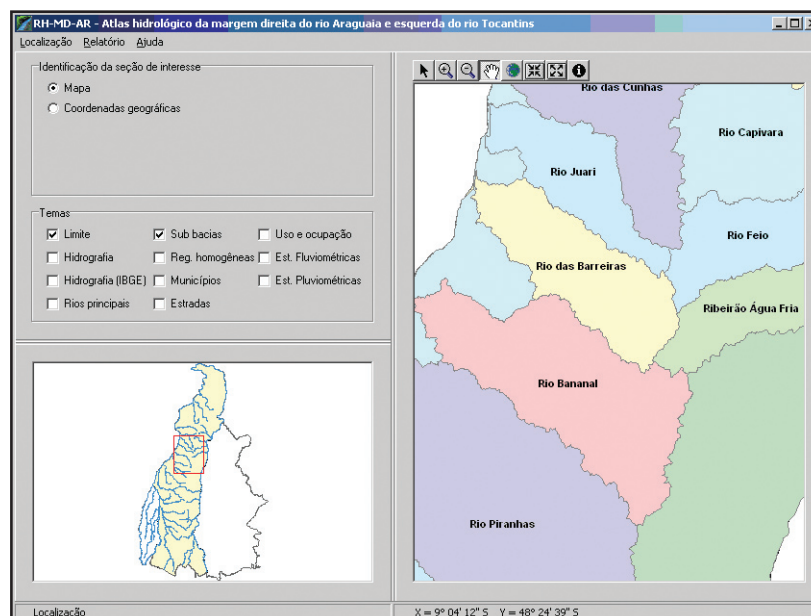 RH-MD-AR - Atlas hidrológico da margem direita do rio Araguaia e esquerda do rio Tocantins
Localização Relatório Ajuda
Identificação da seção de interesse
Mapa
Coordenadas geográficas
Temas
Limite Sub bacias Uso e ocupação
Hidrografia Reg. homogêneas Est. Fluviométricas
Hidrografia (IBGE) Municípios Est. Pluviométricas
Rios principais Estradas
Rio das Cunhas
Rio Capivara
Rio Juari
Rio Feio
Rio das Barreiras
Ribeirão Água Fria
Rio Bananal
Rio Piranhas
Localização
X = 9° 04' 12" S Y = 48° 24' 39" S